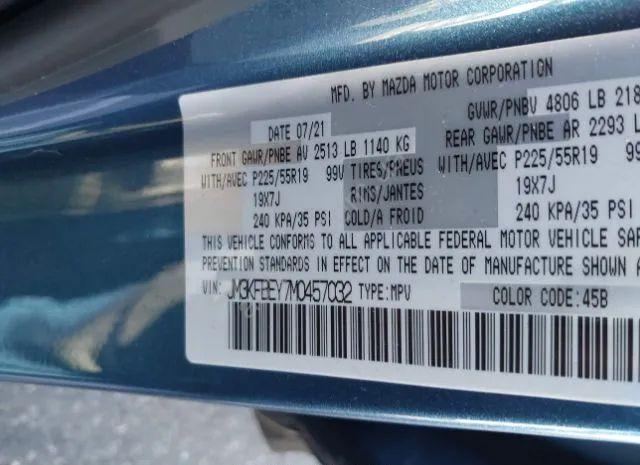 MFD. BY MAZDA MOTOR CORPORATION
DATE 07/21 GVWR/PNBV 4806 LB 218
FRONT GAWR/PNBE AV 2513 LB 1140 KG REAR GAWR/PNBE AR 2293 L
WITH/AVEC P225/55R19 99V TIRES/PNEUS WITH/AVEC P225/55R19 99
19X7J RIMS/JANTES 19X7J
240 KPA/35 PSI COLD/A FROID 240 KPA/35 PSI
THIS VEHICLE CONFORMS TO ALL APPLICABLE FEDERAL MOTOR VEHICLE SAF
PREVENTION STANDARDS IN EFFECT ON THE DATE OF MANUFACTURE SHOWN A
VIN: JM3KFBEY7M0457032 TYPE:MPV COLOR CODE:45B